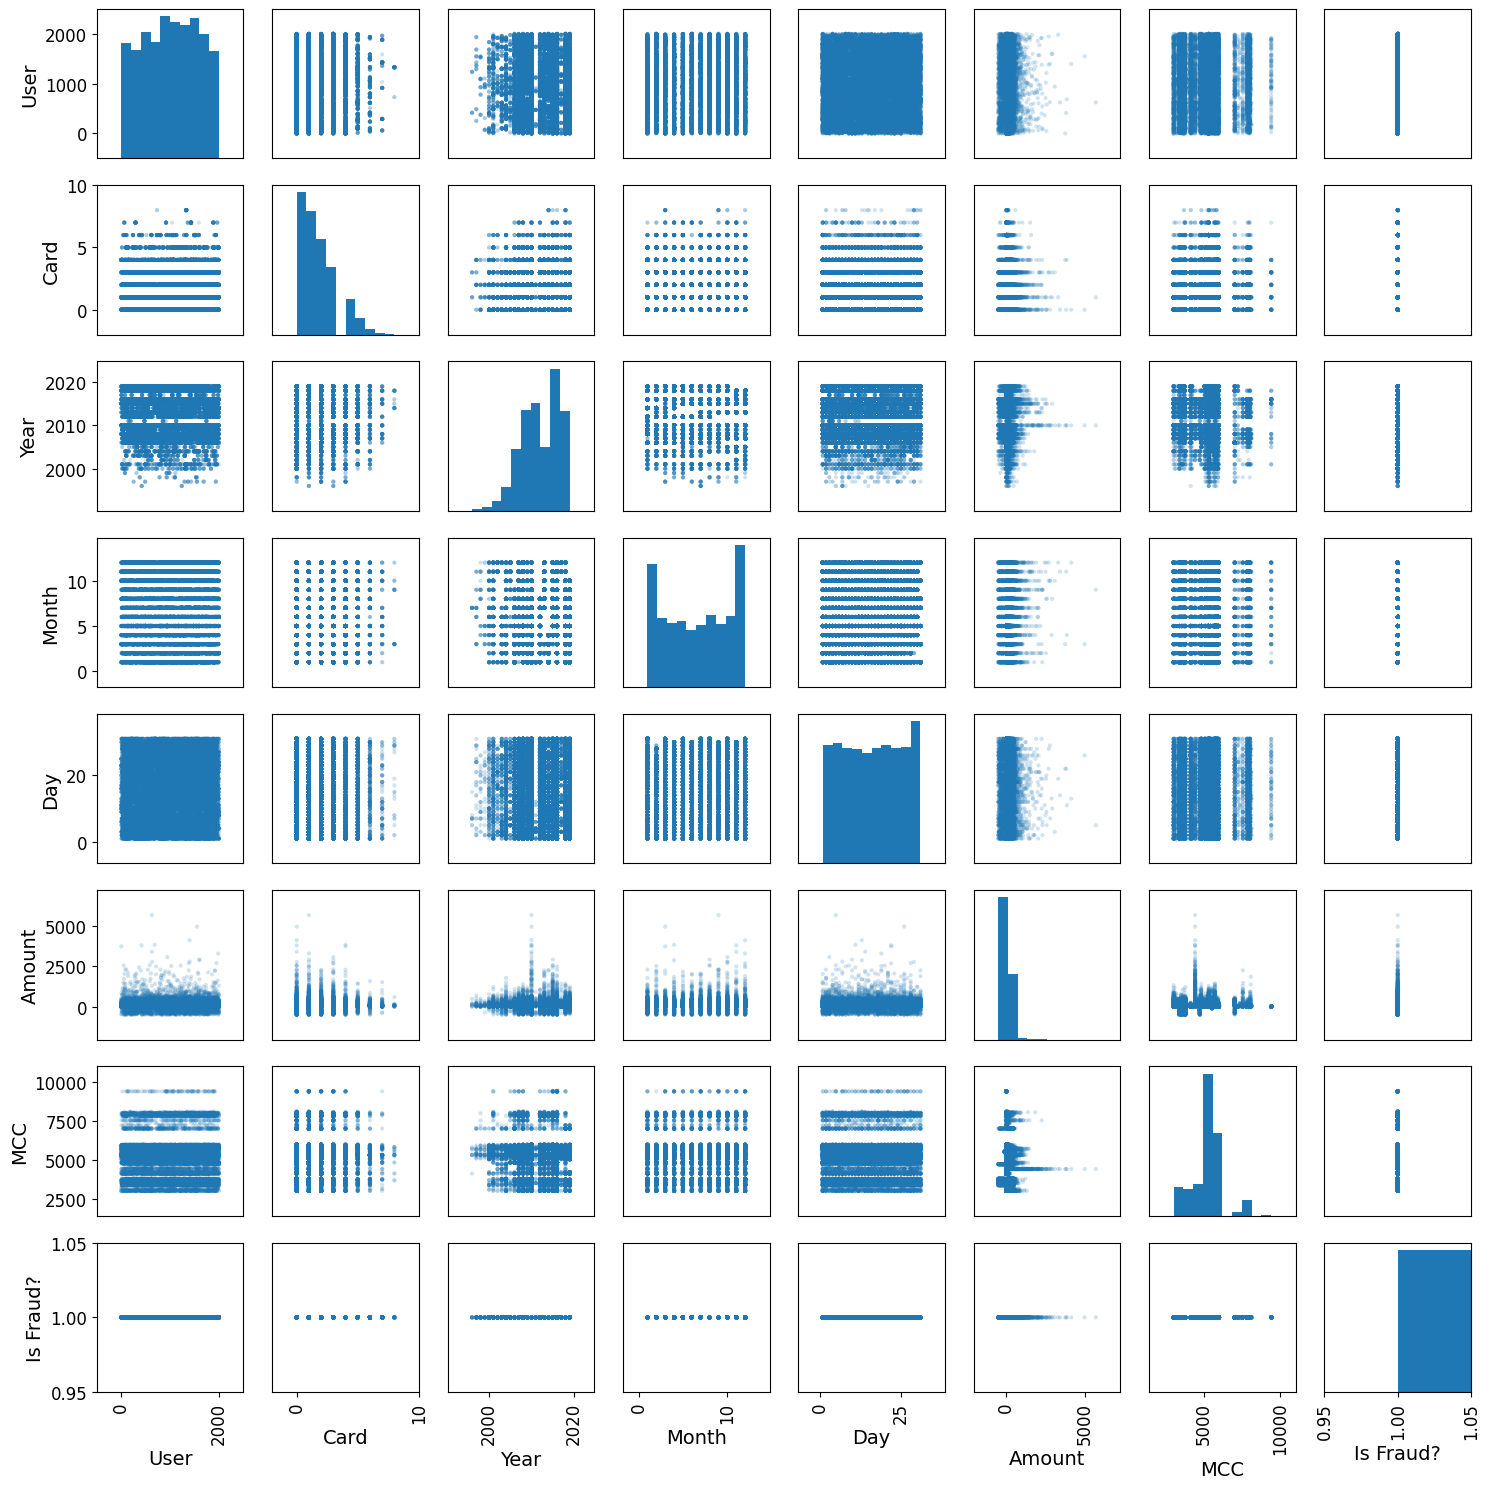 2000
1000
0
User
10
5
0
Card
2020
2010
2000
Year
10
5
0
Month
20
0
Day
5000
2500
0
Amount
10000
7500
5000
2500
MCC
1.05
1.00
0.95
Is Fraud?
0 2000
User
0 10
Card
2000 2020
Year
0 10
Month
0 25
Day
0 5000
Amount
5000 10000
MCC
0.95 1.00 1.05
Is Fraud?